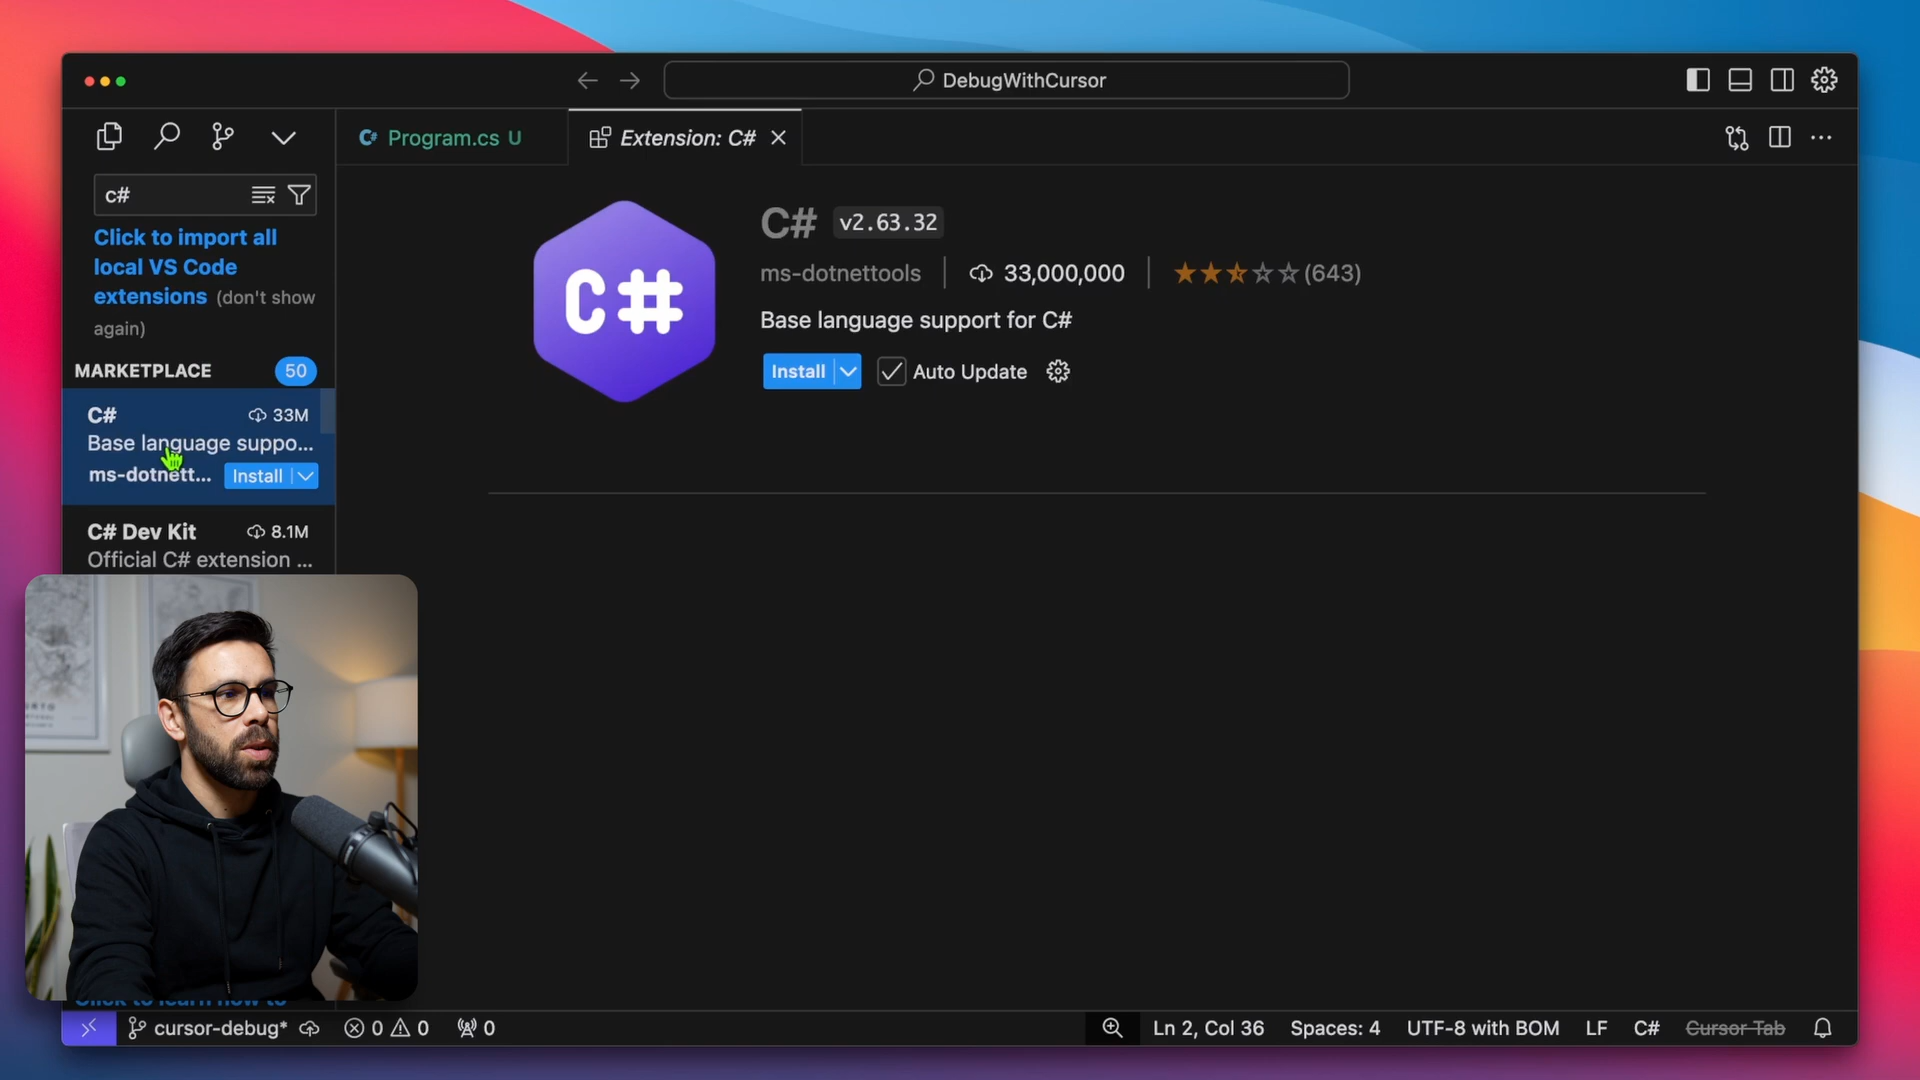 DebugWithCursor
C# Program.cs U
Extension: C#
c#
Click to import all
local VS Code
extensions (don't show
again)
MARKETPLACE 50
C# 33M
Base language suppo...
ms-dotnett... Install
C# Dev Kit 8.1M
Official C# extension ...
C#
C# v2.63.32
ms-dotnettools 33,000,000 (643)
Base language support for C#
Install Auto Update
cursor-debug* 0 0 0
Ln 2, Col 36 Spaces: 4 UTF-8 with BOM LF C# Cursor Tab